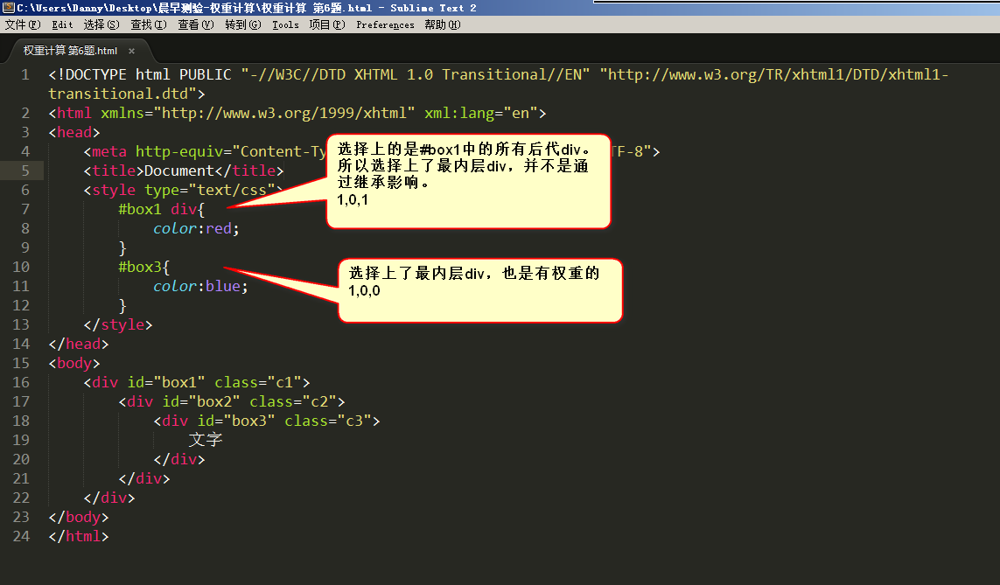 C:\Users\Danny\Desktop\晨早测验-权重计算\权重计算 第6题.html - Sublime Text 2
文件(F) Edit 选择(S) 查找(I) 查看(V) 转到(G) Tools 项目(P) Preferences 帮助(H)
权重计算 第6题.html ×
1 <!DOCTYPE html PUBLIC "-//W3C//DTD XHTML 1.0 Transitional//EN" "http://www.w3.org/TR/xhtml1/DTD/xhtml1-
transitional.dtd">
2 <html xmlns="http://www.w3.org/1999/xhtml" xml:lang="en">
3 <head>
4 <meta http-equiv="Content-Ty TF-8">
选择上的是#box1中的所有后代div。
所以选择上了最内层div，并不是通
过继承影响。
1,0,1
5 <title>Document</title>
6 <style type="text/css">
7 #box1 div{
8 color:red;
9 }
10 #box3{
选择上了最内层div，也是有权重的
1,0,0
11 color:blue;
12 }
13 </style>
14 </head>
15 <body>
16 <div id="box1" class="c1">
17 <div id="box2" class="c2">
18 <div id="box3" class="c3">
19 文字
20 </div>
21 </div>
22 </div>
23 </body>
24 </html>